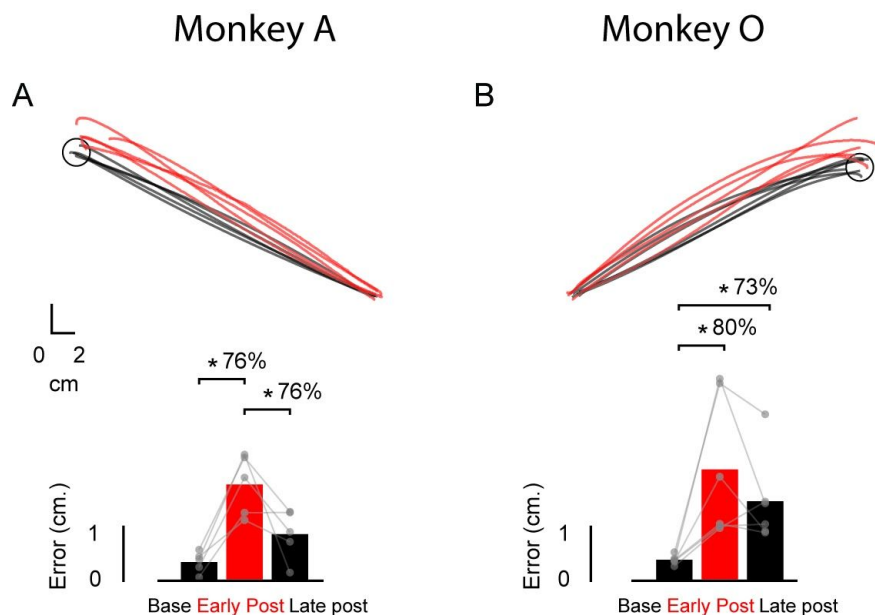 Monkey A
Monkey O
A
B
*73%
*80%
0 2
cm
*76%
*76%
Error (cm.)
1
0
Base Early Post Late post
Error (cm.)
1
0
Base Early Post Late post